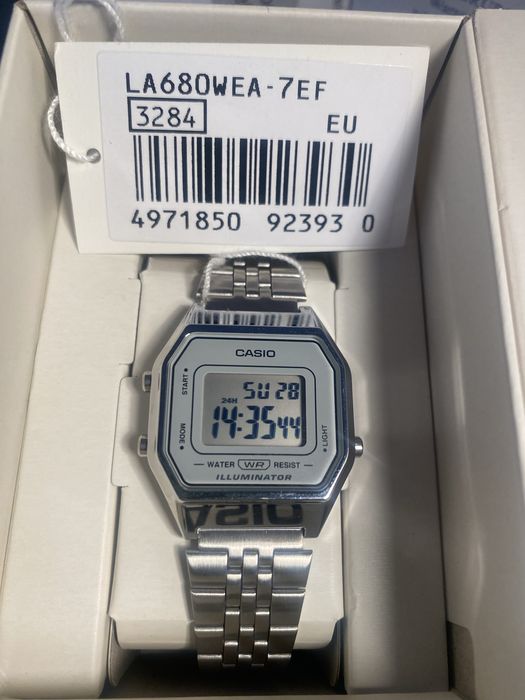 LA680WEA-7EF
3284
EU
4971850 92393 0
CASIO
START
SU 28
24H
14:35 44
MODE
LIGHT
WATER WR RESIST
ILLUMINATOR